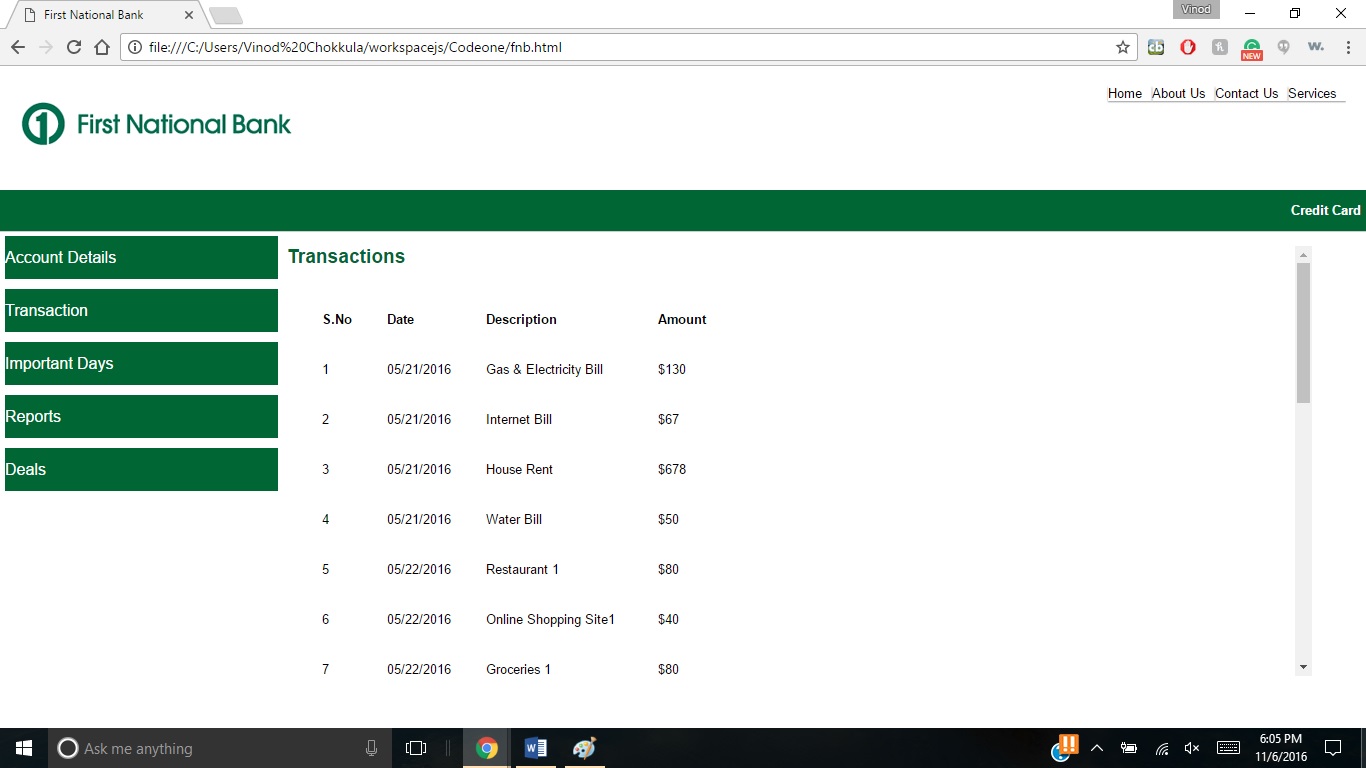 First National Bank
Vinod
file:///C:/Users/Vinod%20Chokkula/workspacejs/Codeone/fnb.html
NEW
Home About Us Contact Us Services
1 First National Bank
Credit Card
Account Details
Transaction
Important Days
Reports
Deals
Transactions
S.No Date Description Amount
1 05/21/2016 Gas & Electricity Bill $130
2 05/21/2016 Internet Bill $67
3 05/21/2016 House Rent $678
4 05/21/2016 Water Bill $50
5 05/22/2016 Restaurant 1 $80
6 05/22/2016 Online Shopping Site1 $40
7 05/22/2016 Groceries 1 $80
Ask me anything
6:05 PM
11/6/2016